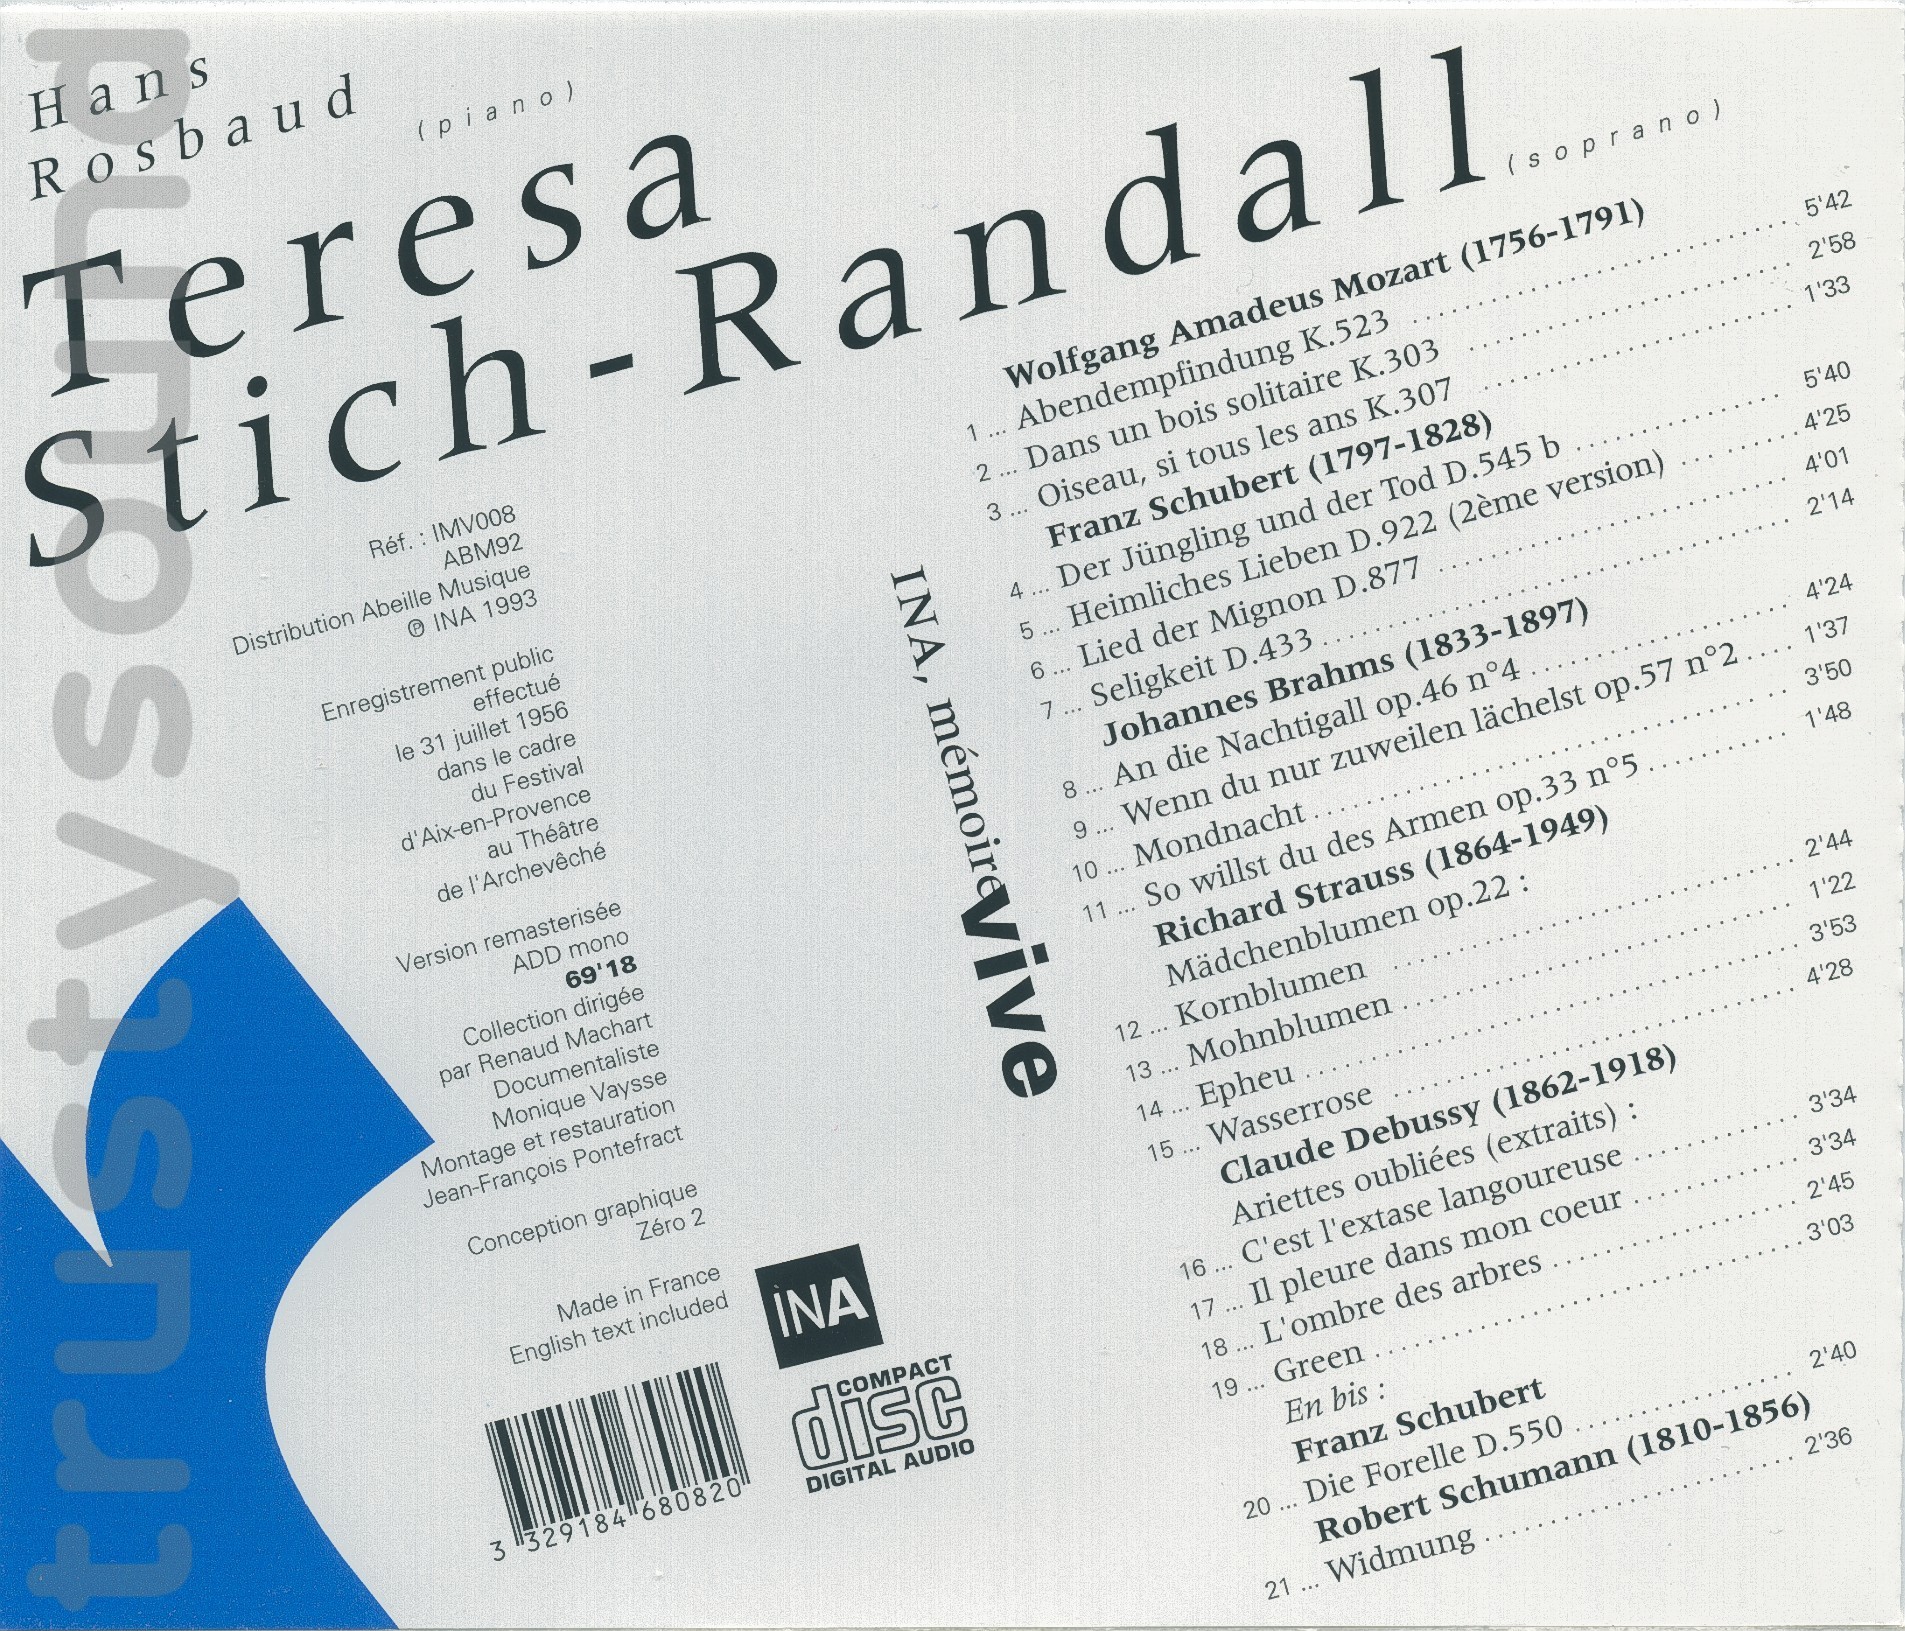 Hans
Rosbaud (piano)
Teresa
Stich-Randall (soprano)
Réf. : IMV008
ABM92
Distribution Abeille Musique
℗ INA 1993
Enregistrement public
effectué
le 31 juillet 1956
dans le cadre
du Festival
d'Aix-en-Provence
au Théâtre
de l'Archevêché
Version remasterisée
ADD mono
69'18
Collection dirigée
par Renaud Machart
Documentaliste
Monique Vaysse
Montage et restauration
Jean-François Pontefract
Conception graphique
Zéro 2
Made in France
English text included
3 329184 680820
INA
COMPACT
disc
DIGITAL AUDIO
INA, mémoire vive
Wolfgang Amadeus Mozart (1756-1791)
1 ... Abendempfindung K.523 ........ 5'42
2 ... Dans un bois solitaire K.303 ........ 2'58
3 ... Oiseau, si tous les ans K.307 ........ 1'33
Franz Schubert (1797-1828)
4 ... Der Jüngling und der Tod D.545 b ........ 5'40
5 ... Heimliches Lieben D.922 (2ème version) ........ 4'25
6 ... Lied der Mignon D.877 ........ 4'01
7 ... Seligkeit D.433 ........ 2'14
Johannes Brahms (1833-1897)
8 ... An die Nachtigall op.46 n°4 ........ 4'24
9 ... Wenn du nur zuweilen lächelst op.57 n°2 .... 1'37
10 ... Mondnacht ........ 3'50
11 ... So willst du des Armen op.33 n°5 ........ 1'48
Richard Strauss (1864-1949)
Mädchenblumen op.22 :
12 ... Kornblumen ........ 2'44
13 ... Mohnblumen ........ 1'22
14 ... Epheu ........ 3'53
15 ... Wasserrose ........ 4'28
Claude Debussy (1862-1918)
Ariettes oubliées (extraits) :
16 ... C'est l'extase langoureuse ........ 3'34
17 ... Il pleure dans mon coeur ........ 3'34
18 ... L'ombre des arbres ........ 2'45
19 ... Green ........ 3'03
En bis :
Franz Schubert
20 ... Die Forelle D.550 ........ 2'40
Robert Schumann (1810-1856)
21 ... Widmung ........ 2'36
trustysound